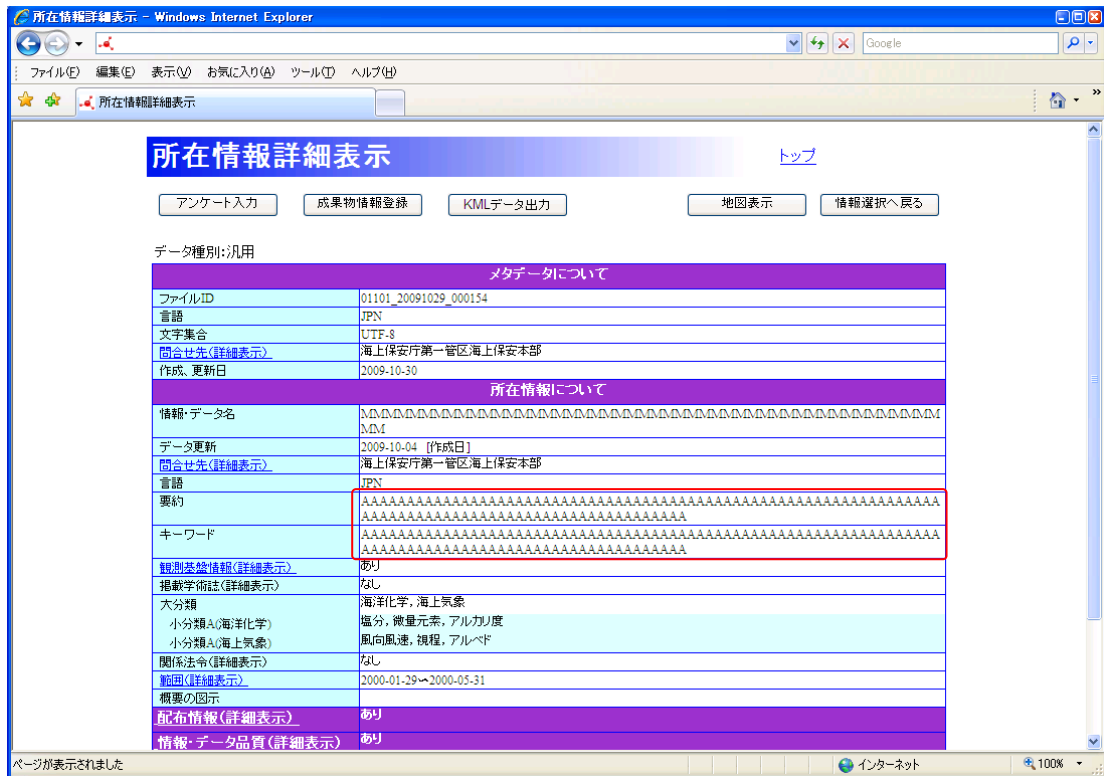 所在情報詳細表示 - Windows Internet Explorer
Google
ファイル(F) 編集(E) 表示(V) お気に入り(A) ツール(T) ヘルプ(H)
所在情報詳細表示
所在情報詳細表示 トップ
アンケート入力 成果物情報登録 KMLデータ出力 地図表示 情報選択へ戻る
データ種別:汎用
メタデータについて
ファイルID 01101_20091029_000154
言語 JPN
文字集合 UTF-8
問合せ先(詳細表示) 海上保安庁第一管区海上保安本部
作成、更新日 2009-10-30
所在情報について
情報・データ名 MMMMMMMMMMMMMMMMMMMMMMMMMMMMMMMMMMMMMMMMMMMMMMMM
MM
データ更新 2009-10-04 [作成日]
問合せ先(詳細表示) 海上保安庁第一管区海上保安本部
言語 JPN
要約 AAAAAAAAAAAAAAAAAAAAAAAAAAAAAAAAAAAAAAAAAAAAAAAAAAAAAAAAAAAAAAAA
AAAAAAAAAAAAAAAAAAAAAAAAAAAAAAAAAAAA
キーワード AAAAAAAAAAAAAAAAAAAAAAAAAAAAAAAAAAAAAAAAAAAAAAAAAAAAAAAAAAAAAAAA
AAAAAAAAAAAAAAAAAAAAAAAAAAAAAAAAAAAA
観測基盤情報(詳細表示) あり
掲載学術誌(詳細表示) なし
大分類 海洋化学, 海上気象
小分類A(海洋化学) 塩分, 微量元素, アルカリ度
小分類A(海上気象) 風向風速, 視程, アルベド
関係法令(詳細表示) なし
範囲(詳細表示) 2000-01-29~2000-05-31
概要の図示
配布情報(詳細表示) あり
情報・データ品質(詳細表示) あり
ページが表示されました インターネット 100%